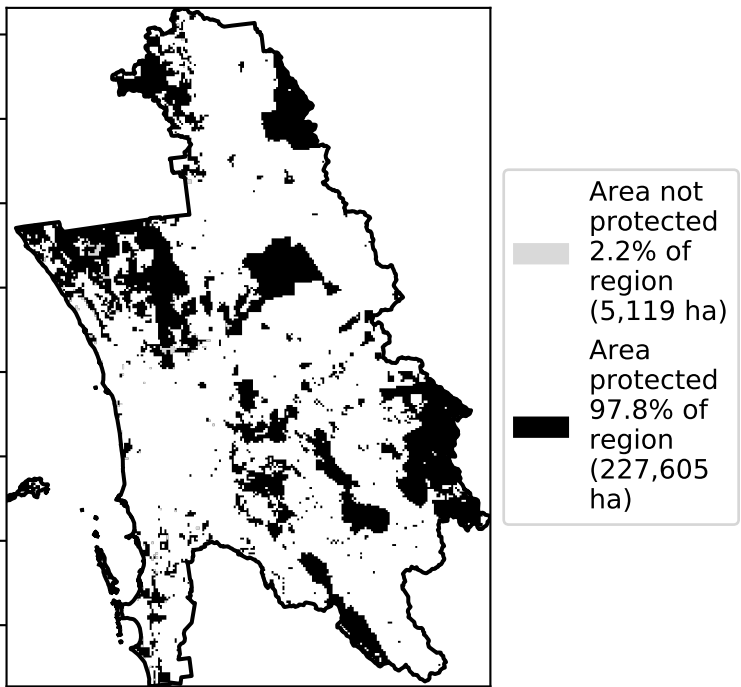 Area not
protected
2.2% of
region
(5,119 ha)
Area
protected
97.8% of
region
(227,605
ha)